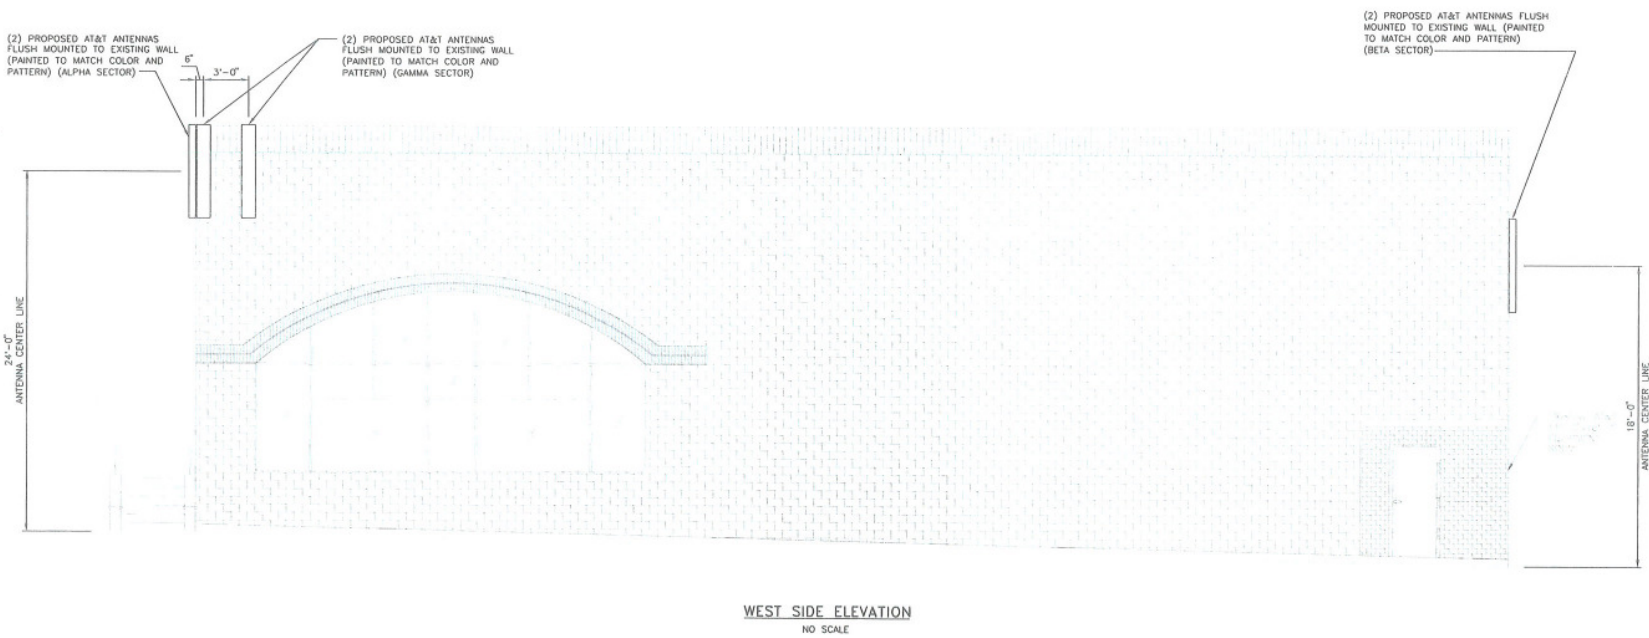 (2) PROPOSED AT&T ANTENNAS
FLUSH MOUNTED TO EXISTING WALL
(PAINTED TO MATCH COLOR AND
PATTERN) (ALPHA SECTOR)
6"
3'-0"
(2) PROPOSED AT&T ANTENNAS
FLUSH MOUNTED TO EXISTING WALL
(PAINTED TO MATCH COLOR AND
PATTERN) (GAMMA SECTOR)
(2) PROPOSED AT&T ANTENNAS FLUSH
MOUNTED TO EXISTING WALL (PAINTED
TO MATCH COLOR AND PATTERN)
(BETA SECTOR)
24'-0"
ANTENNA CENTER LINE
18'-0"
ANTENNA CENTER LINE
WEST SIDE ELEVATION
NO SCALE